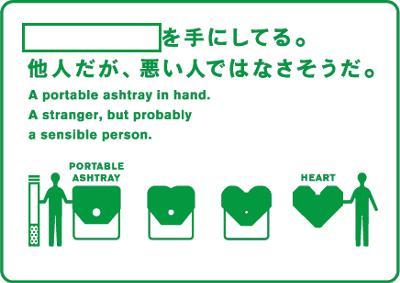 を手にしてる。
他人だが、悪い人ではなさそうだ。
A portable ashtray in hand.
A stranger, but probably
a sensible person.
PORTABLE
ASHTRAY
HEART